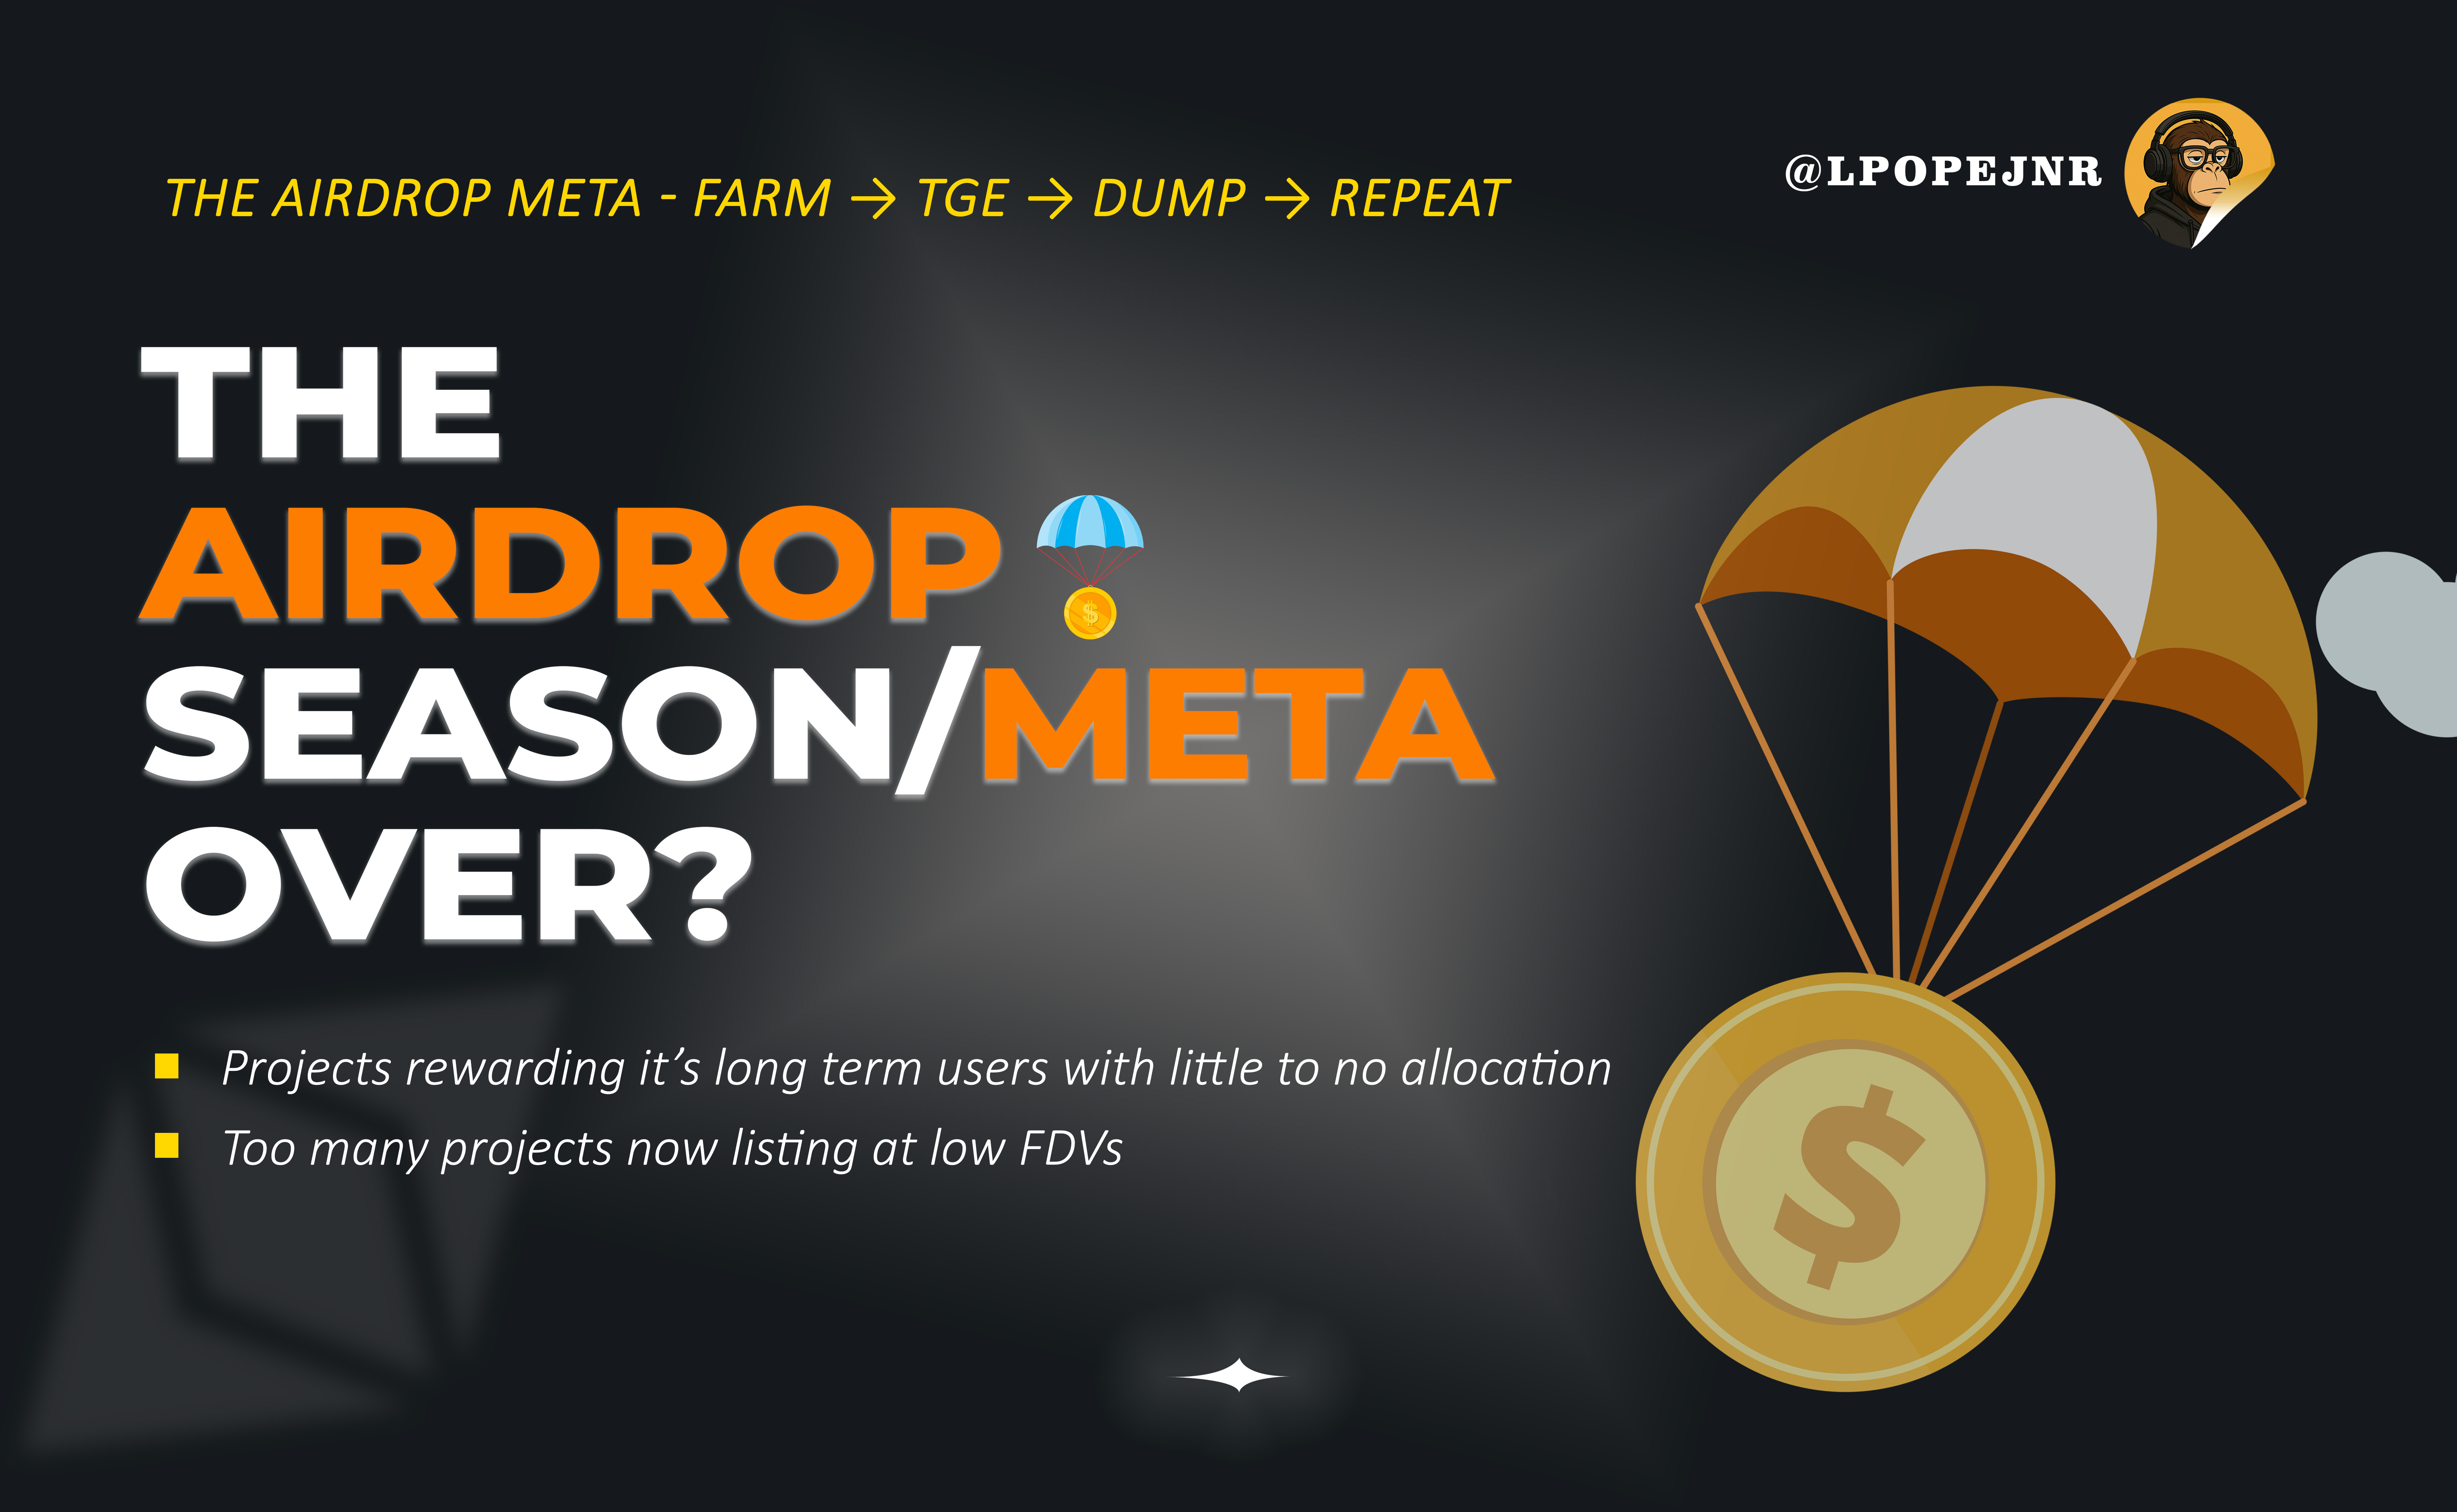 THE AIRDROP META - FARM → TGE → DUMP → REPEAT
@LPOPEJNR
THE
AIRDROP
SEASON/META
OVER?
Projects rewarding it’s long term users with little to no allocation
Too many projects now listing at low FDVs
$
$